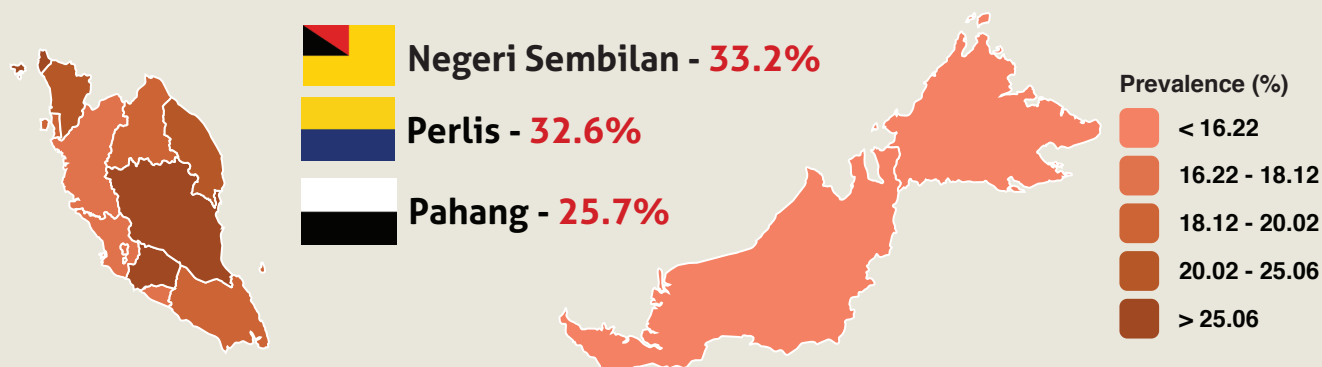 Negeri Sembilan - 33.2%
Perlis - 32.6%
Pahang - 25.7%
Prevalence (%)
< 16.22
16.22 - 18.12
18.12 - 20.02
20.02 - 25.06
> 25.06